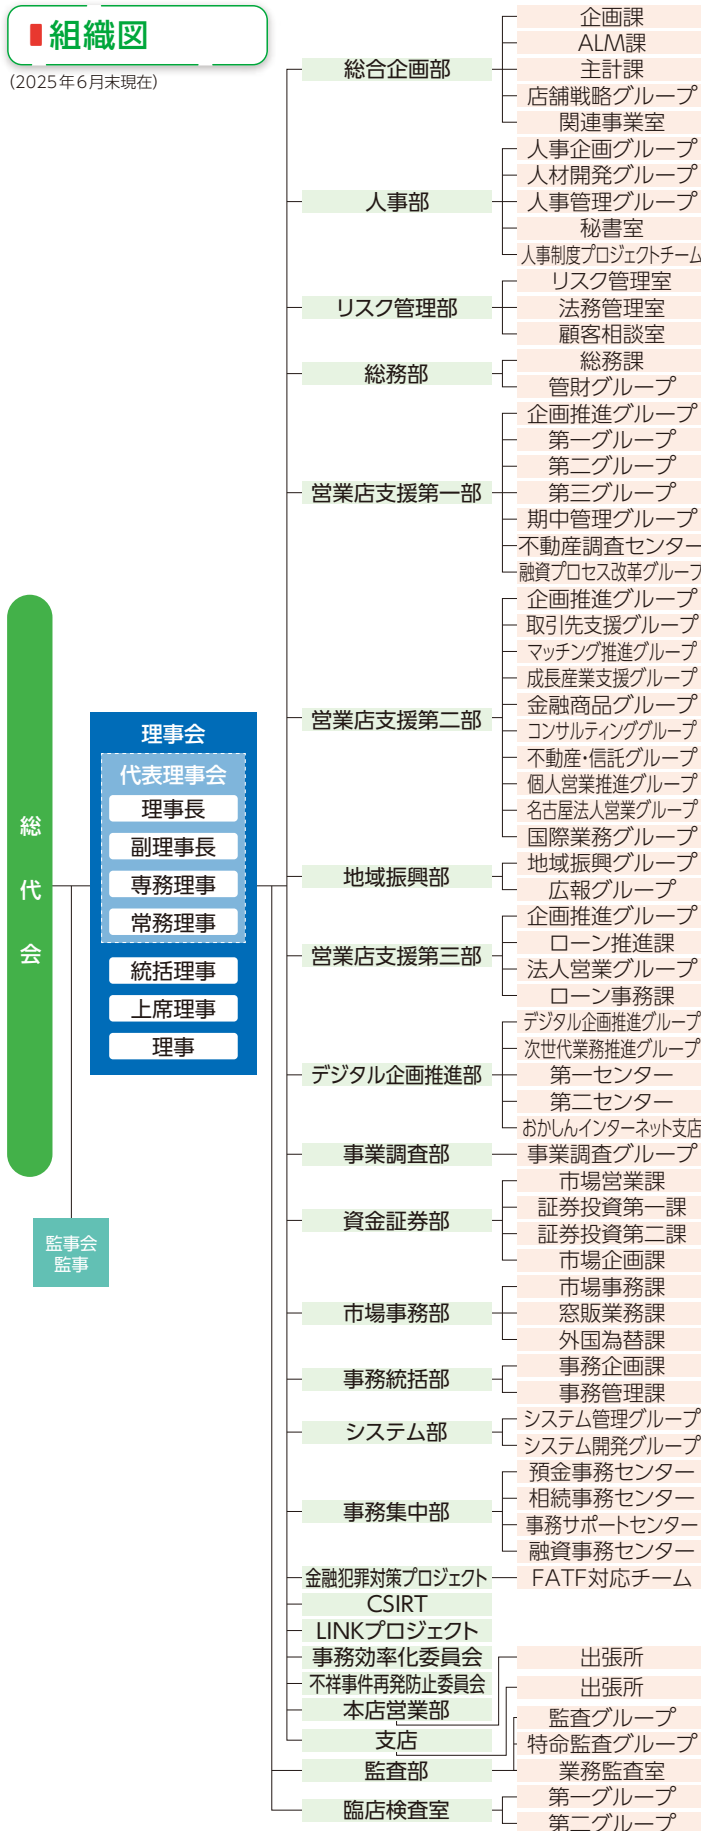 組織図
(2025年6月末現在)
総代会
監事会
監事
理事会
代表理事会
理事長
副理事長
専務理事
常務理事
統括理事
上席理事
理事
総合企画部
企画課
ALM課
主計課
店舗戦略グループ
関連事業室
人事部
人事企画グループ
人材開発グループ
人事管理グループ
秘書室
人事制度プロジェクトチーム
リスク管理部
リスク管理室
法務管理室
顧客相談室
総務部
総務課
管財グループ
営業店支援第一部
企画推進グループ
第一グループ
第二グループ
第三グループ
期中管理グループ
不動産調査センター
融資プロセス改革グループ
営業店支援第二部
企画推進グループ
取引先支援グループ
マッチング推進グループ
成長産業支援グループ
金融商品グループ
コンサルティンググループ
不動産・信託グループ
個人営業推進グループ
名古屋法人営業グループ
国際業務グループ
地域振興部
地域振興グループ
広報グループ
営業店支援第三部
企画推進グループ
ローン推進課
法人営業グループ
ローン事務課
デジタル企画推進部
デジタル企画推進グループ
次世代業務推進グループ
第一センター
第二センター
おかしんインターネット支店
事業調査部
事業調査グループ
資金証券部
市場営業課
証券投資第一課
証券投資第二課
市場企画課
市場事務部
市場事務課
窓販業務課
外国為替課
事務統括部
事務企画課
事務管理課
システム部
システム管理グループ
システム開発グループ
事務集中部
預金事務センター
相続事務センター
事務サポートセンター
融資事務センター
金融犯罪対策プロジェクト
FATF対応チーム
CSIRT
LINKプロジェクト
事務効率化委員会
不祥事件再発防止委員会
本店営業部
出張所
支店
出張所
監査部
監査グループ
特命監査グループ
業務監査室
臨店検査室
第一グループ
第二グループ